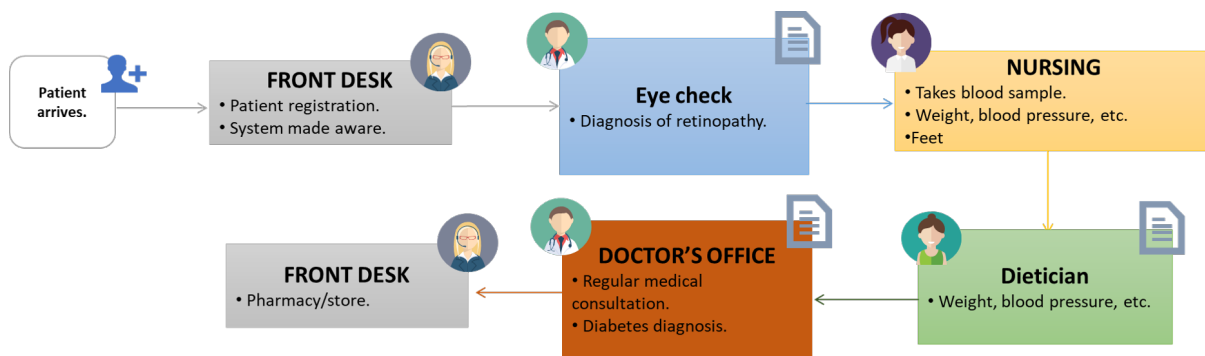 Patient
arrives.
FRONT DESK
• Patient registration.
• System made aware.
Eye check
• Diagnosis of retinopathy.
NURSING
• Takes blood sample.
• Weight, blood pressure, etc.
•Feet
Dietician
• Weight, blood pressure, etc.
DOCTOR’S OFFICE
• Regular medical
consultation.
• Diabetes diagnosis.
FRONT DESK
• Pharmacy/store.